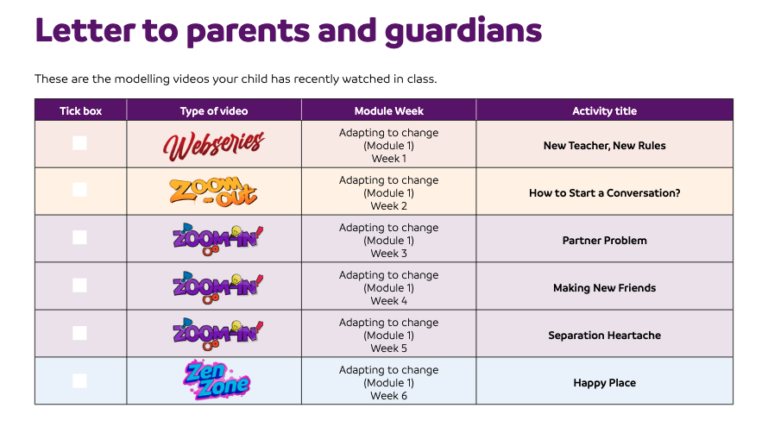 Letter to parents and guardians
These are the modelling videos your child has recently watched in class.
Tick box Type of video Module Week Activity title
Webseries
Adapting to change
(Module 1)
Week 1
New Teacher, New Rules
ZOOM
-OUT
Adapting to change
(Module 1)
Week 2
How to Start a Conversation?
ZOOM-IN!
Adapting to change
(Module 1)
Week 3
Partner Problem
ZOOM-IN!
Adapting to change
(Module 1)
Week 4
Making New Friends
ZOOM-IN!
Adapting to change
(Module 1)
Week 5
Separation Heartache
Zen
Zone
Adapting to change
(Module 1)
Week 6
Happy Place